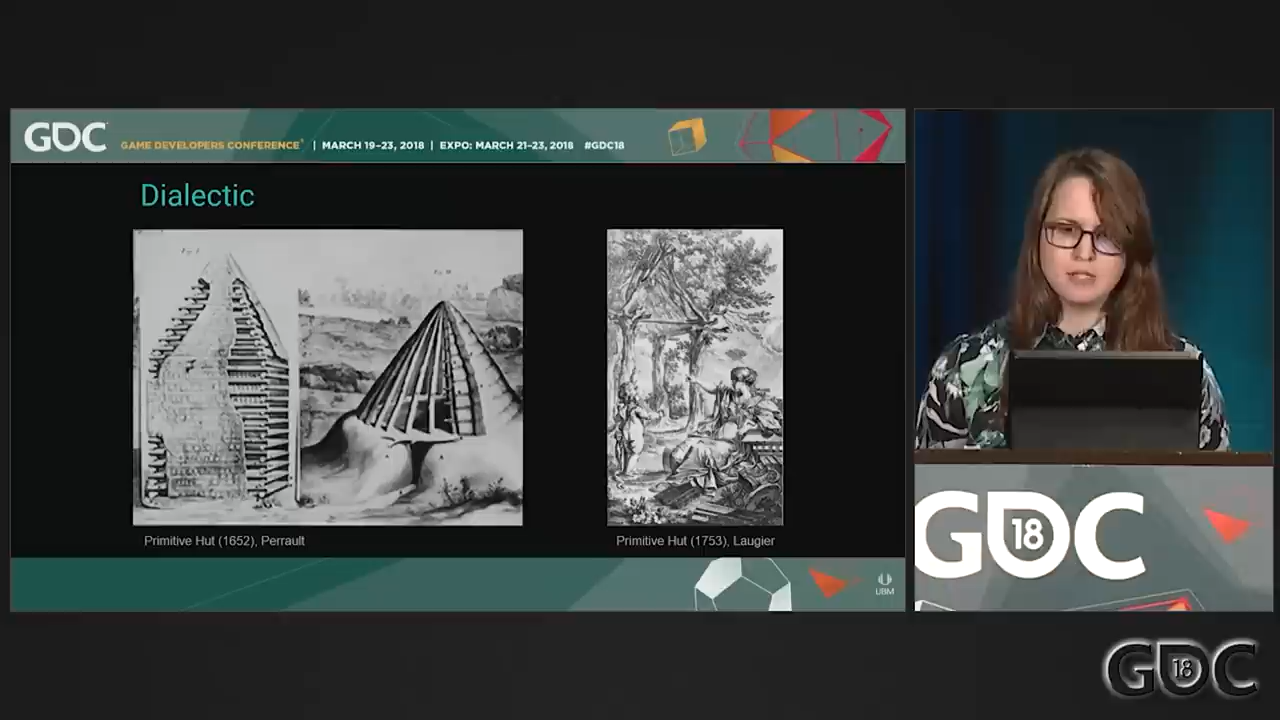 GDC GAME DEVELOPERS CONFERENCE® | MARCH 19–23, 2018 | EXPO: MARCH 21–23, 2018 #GDC18
Dialectic
Primitive Hut (1652), Perrault
Primitive Hut (1753), Laugier
UBM
GDC
18
GDC
18